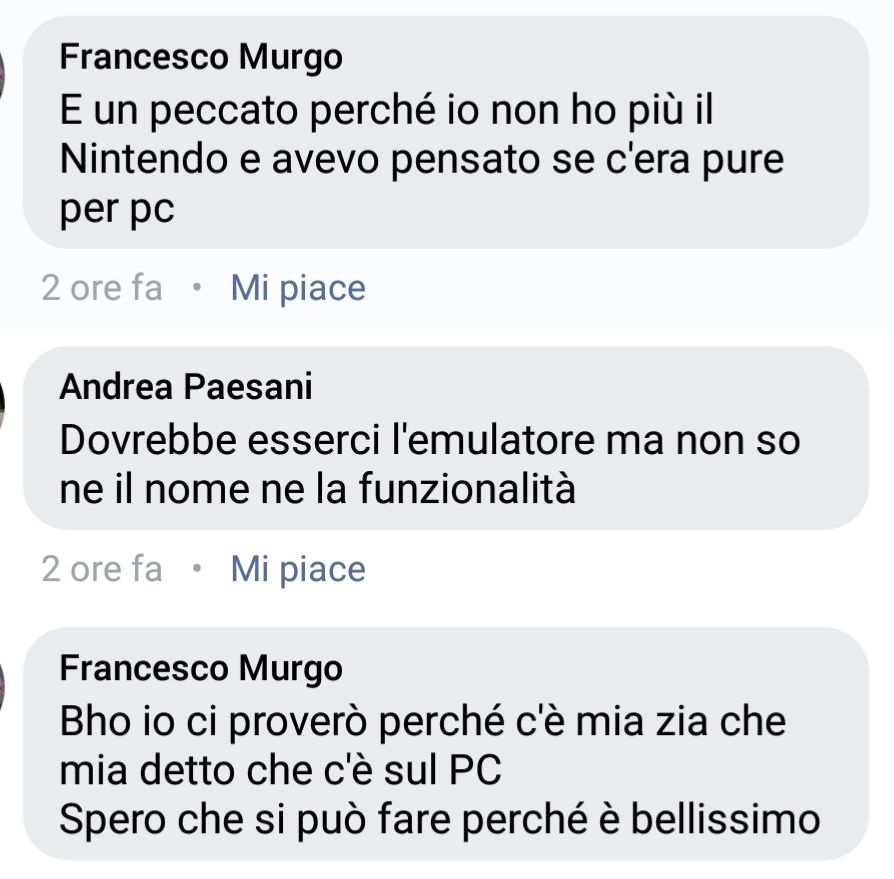 Francesco Murgo
E un peccato perché io non ho più il
Nintendo e avevo pensato se c'era pure
per pc
2 ore fa • Mi piace
Andrea Paesani
Dovrebbe esserci l'emulatore ma non so
ne il nome ne la funzionalità
2 ore fa • Mi piace
Francesco Murgo
Bho io ci proverò perché c'è mia zia che
mia detto che c'è sul PC
Spero che si può fare perché è bellissimo